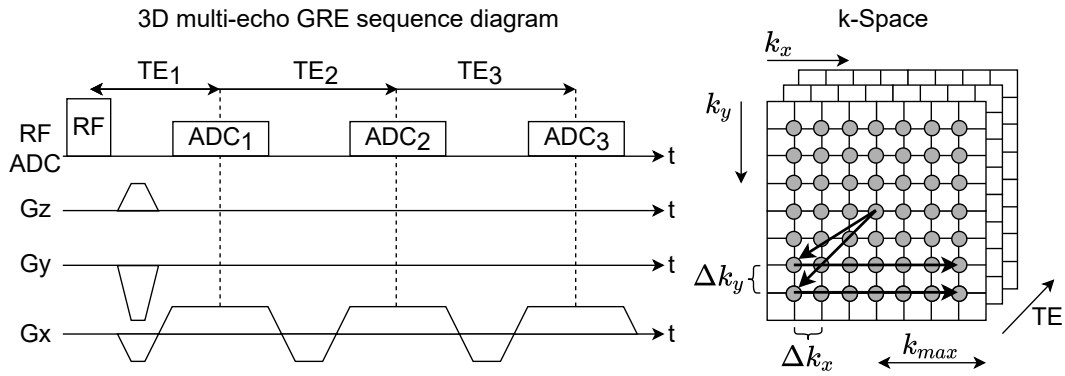 3D multi-echo GRE sequence diagram
k-Space
TE1 TE2 TE3
kx
RF
RF
ADC
ADC1 ADC2 ADC3 t
ky
Gz t
Gy t
Δky
Gx t
TE
Δkx
kmax